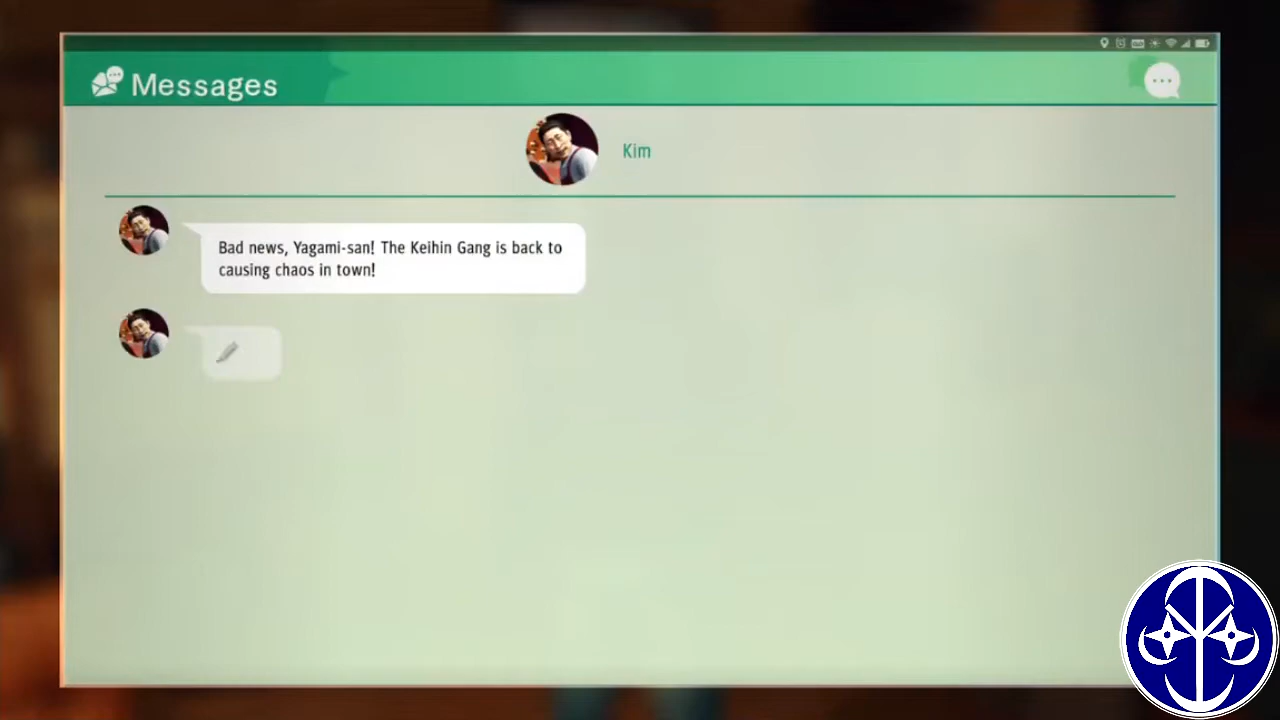 Messages
Kim
Bad news, Yagami-san! The Keihin Gang is back to
causing chaos in town!